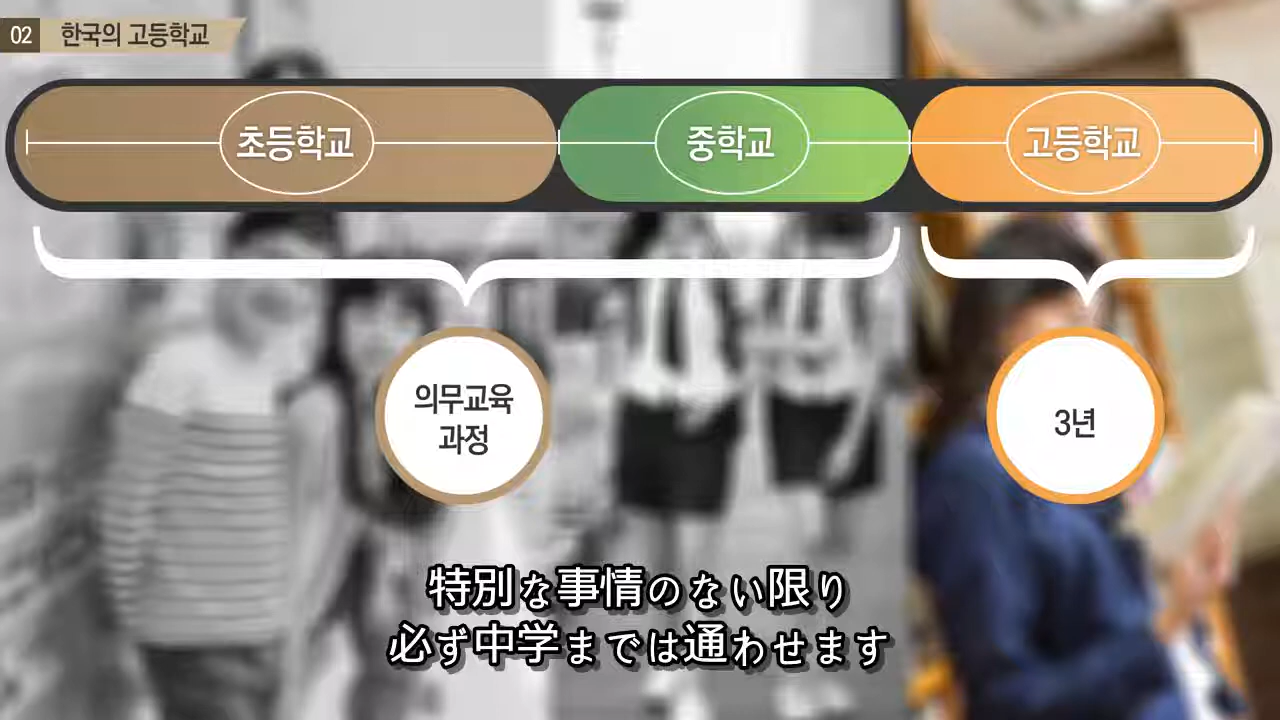 02 한국의 고등학교
초등학교 중학교 고등학교
의무교육
과정
3년
特別な事情のない限り
必ず中学までは通わせます